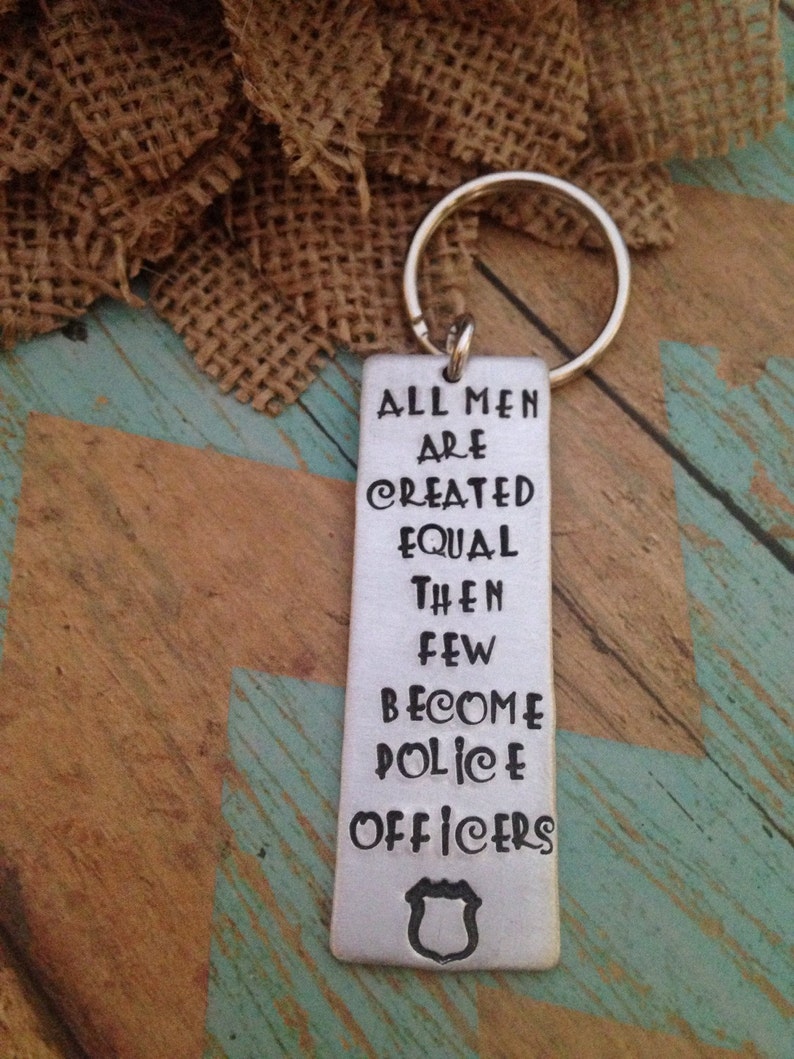 ALL MEN
ARE
CREATED
EQUAL
THEN
FEW
BECOME
POLiCE
OFFiCERS